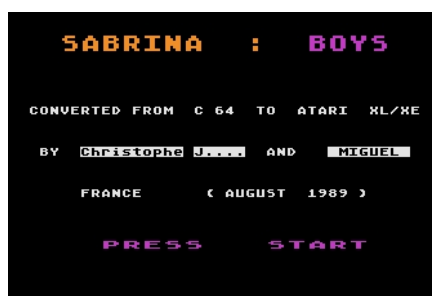 SABRINA : BOYS
CONVERTED FROM C 64 TO ATARI XL/XE
BY Christophe J.... AND MIGUEL
FRANCE ( AUGUST 1989 )
PRESS START